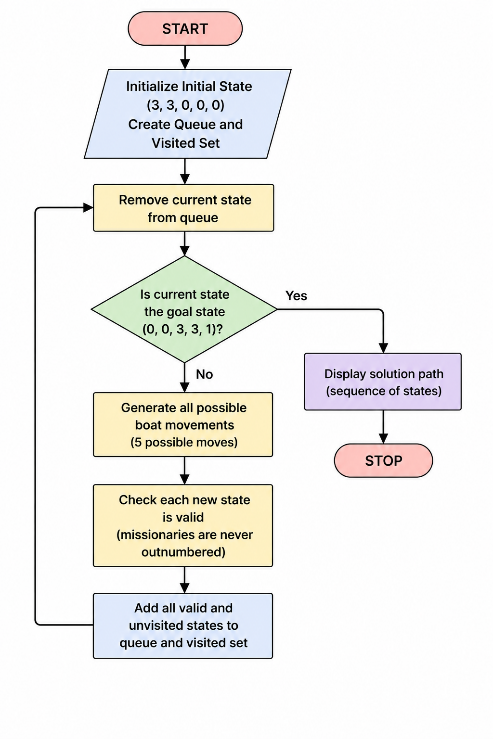 START
Initialize Initial State
(3, 3, 0, 0, 0)
Create Queue and
Visited Set
Remove current state
from queue
Is current state
the goal state
(0, 0, 3, 3, 1)?
Yes
No
Display solution path
(sequence of states)
STOP
Generate all possible
boat movements
(5 possible moves)
Check each new state
is valid
(missionaries are never
outnumbered)
Add all valid and
unvisited states to
queue and visited set